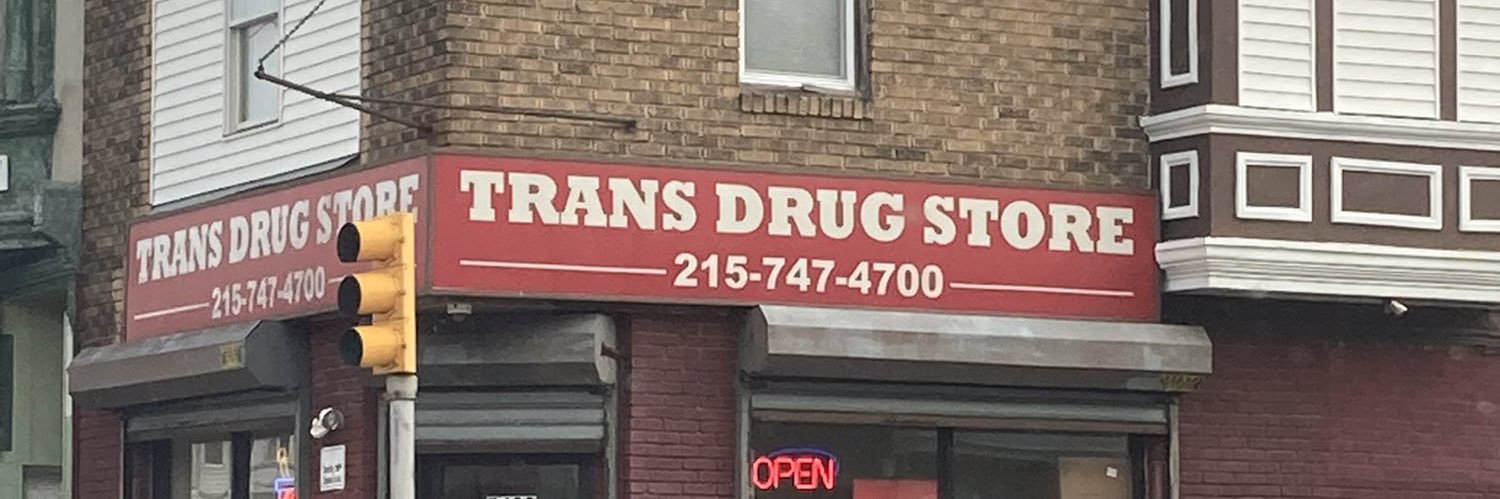 TRANS DRUG STORE
215-747-4700
TRANS DRUG STORE
215-747-4700
OPEN